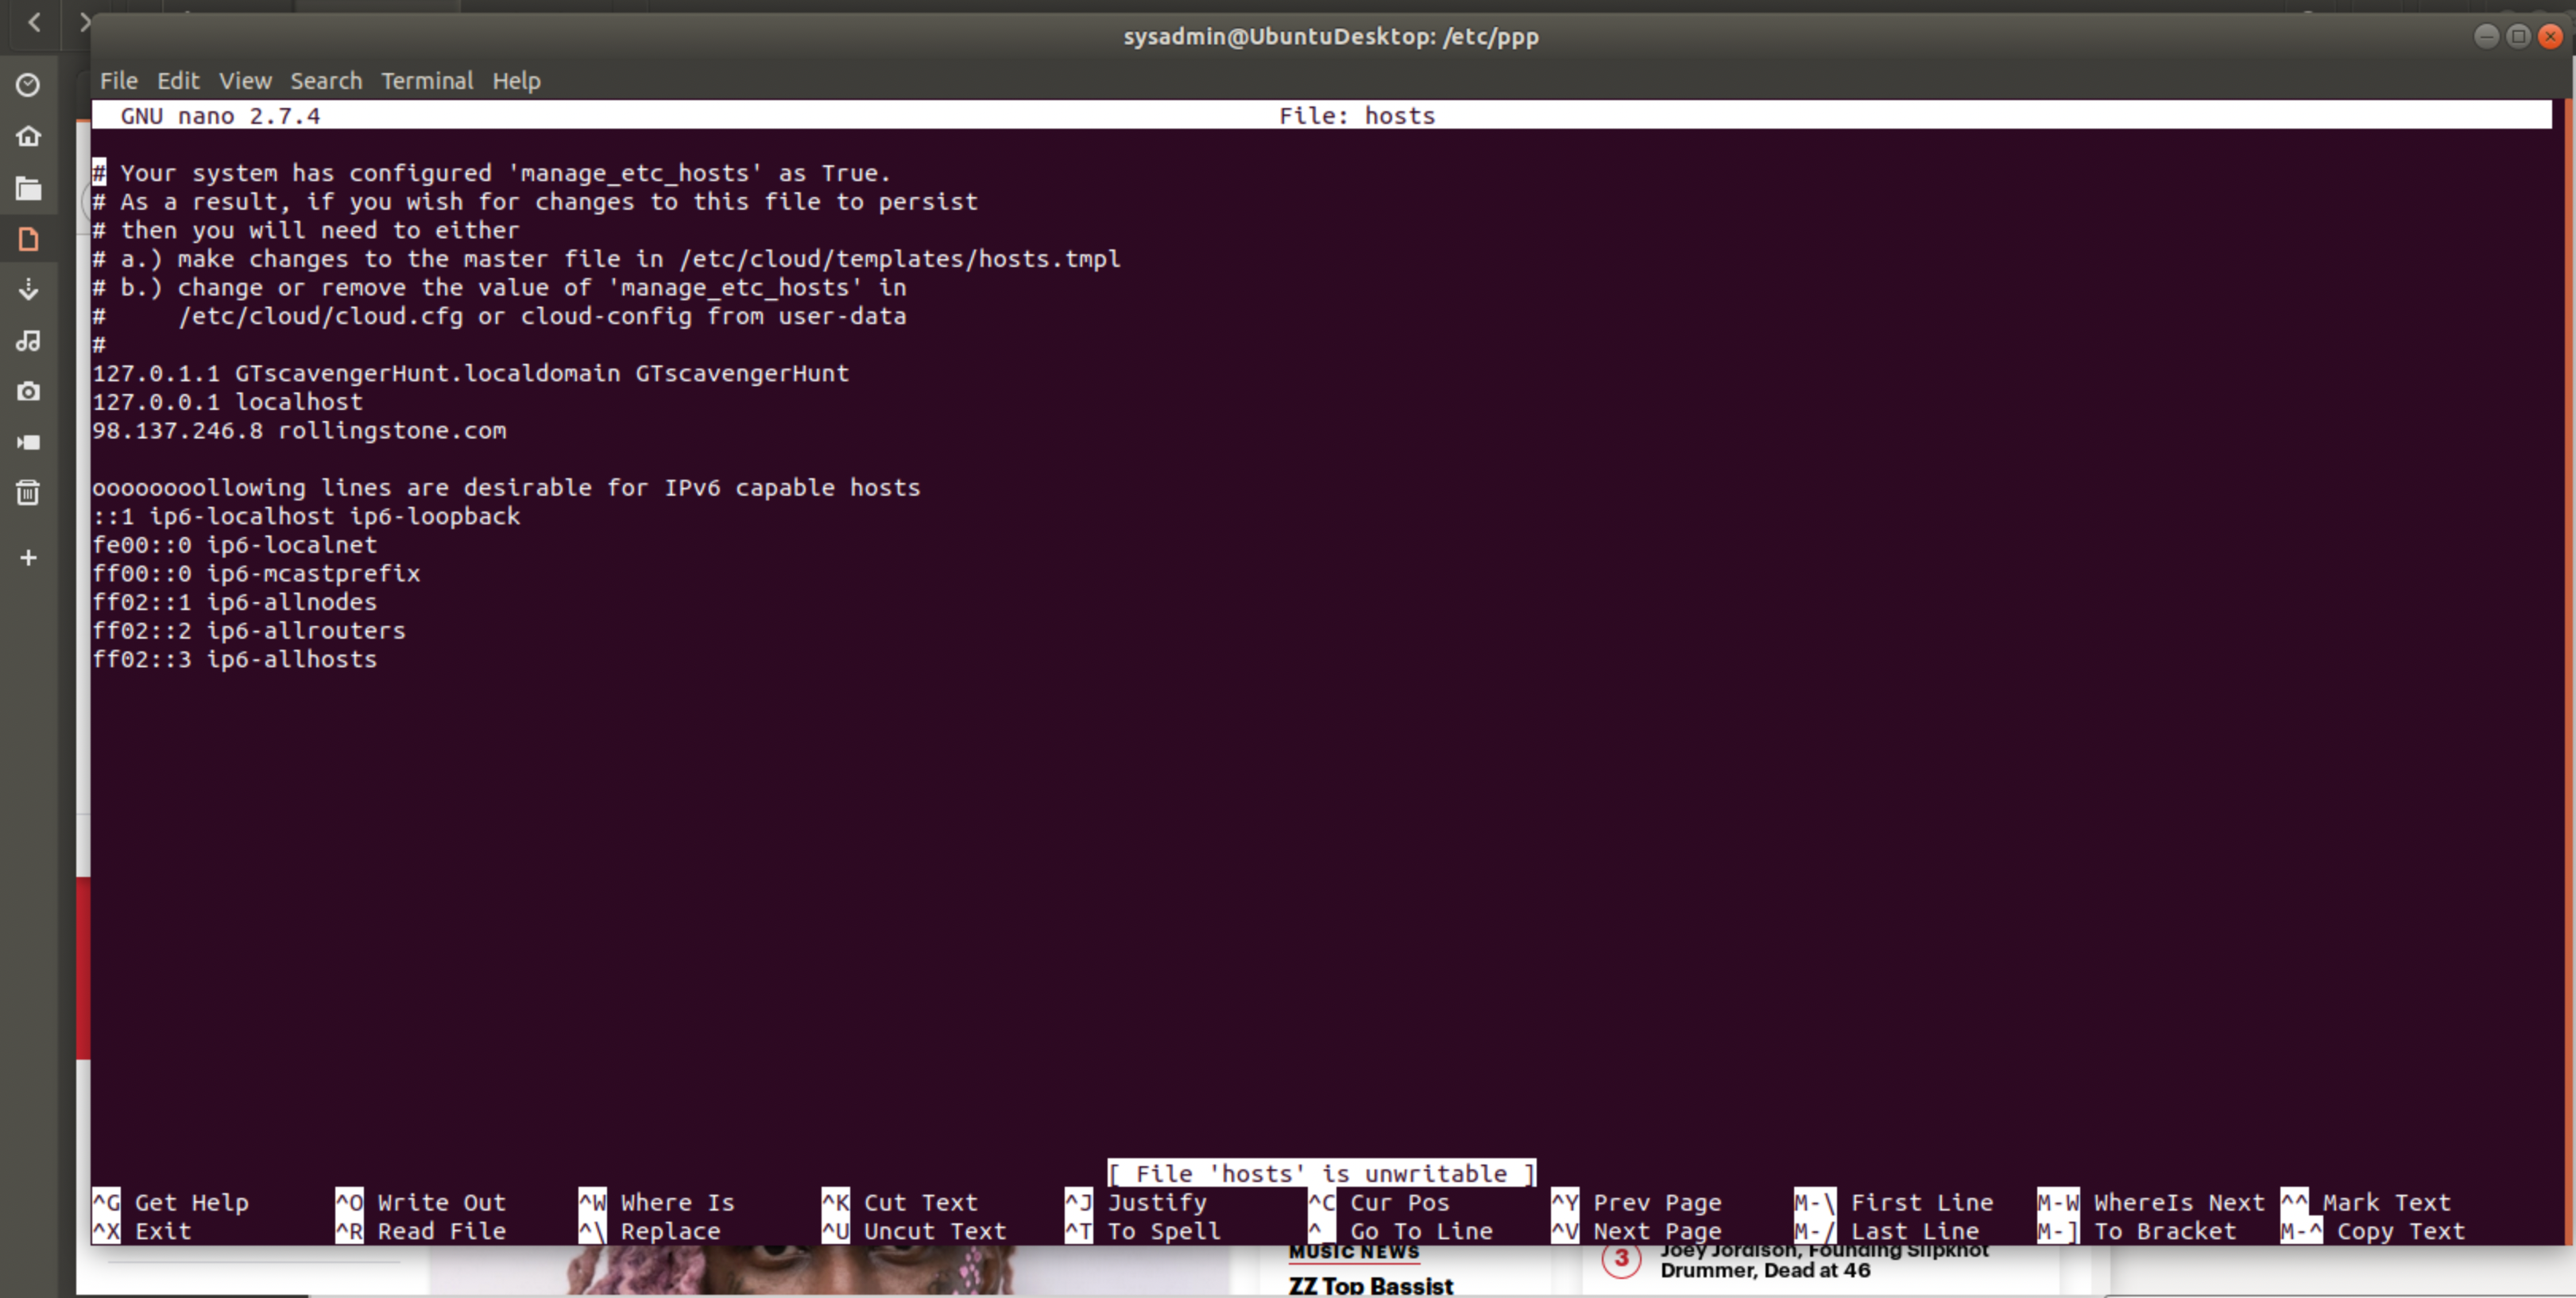 sysadmin@UbuntuDesktop: /etc/ppp
File Edit View Search Terminal Help
GNU nano 2.7.4 File: hosts
# Your system has configured 'manage_etc_hosts' as True.
# As a result, if you wish for changes to this file to persist
# then you will need to either
# a.) make changes to the master file in /etc/cloud/templates/hosts.tmpl
# b.) change or remove the value of 'manage_etc_hosts' in
#     /etc/cloud/cloud.cfg or cloud-config from user-data
#
127.0.1.1 GTscavengerHunt.localdomain GTscavengerHunt
127.0.0.1 localhost
98.137.246.8 rollingstone.com
oooooooollowing lines are desirable for IPv6 capable hosts
::1 ip6-localhost ip6-loopback
fe00::0 ip6-localnet
ff00::0 ip6-mcastprefix
ff02::1 ip6-allnodes
ff02::2 ip6-allrouters
ff02::3 ip6-allhosts
[ File 'hosts' is unwritable ]
^G Get Help ^O Write Out ^W Where Is ^K Cut Text ^J Justify ^C Cur Pos ^Y Prev Page M-\ First Line M-W WhereIs Next ^^ Mark Text
^X Exit ^R Read File ^\ Replace ^U Uncut Text ^T To Spell ^_ Go To Line ^V Next Page M-/ Last Line M-] To Bracket M-^ Copy Text
MUSIC NEWS
ZZ Top Bassist
3
Joey Jordison, Founding Slipknot
Drummer, Dead at 46